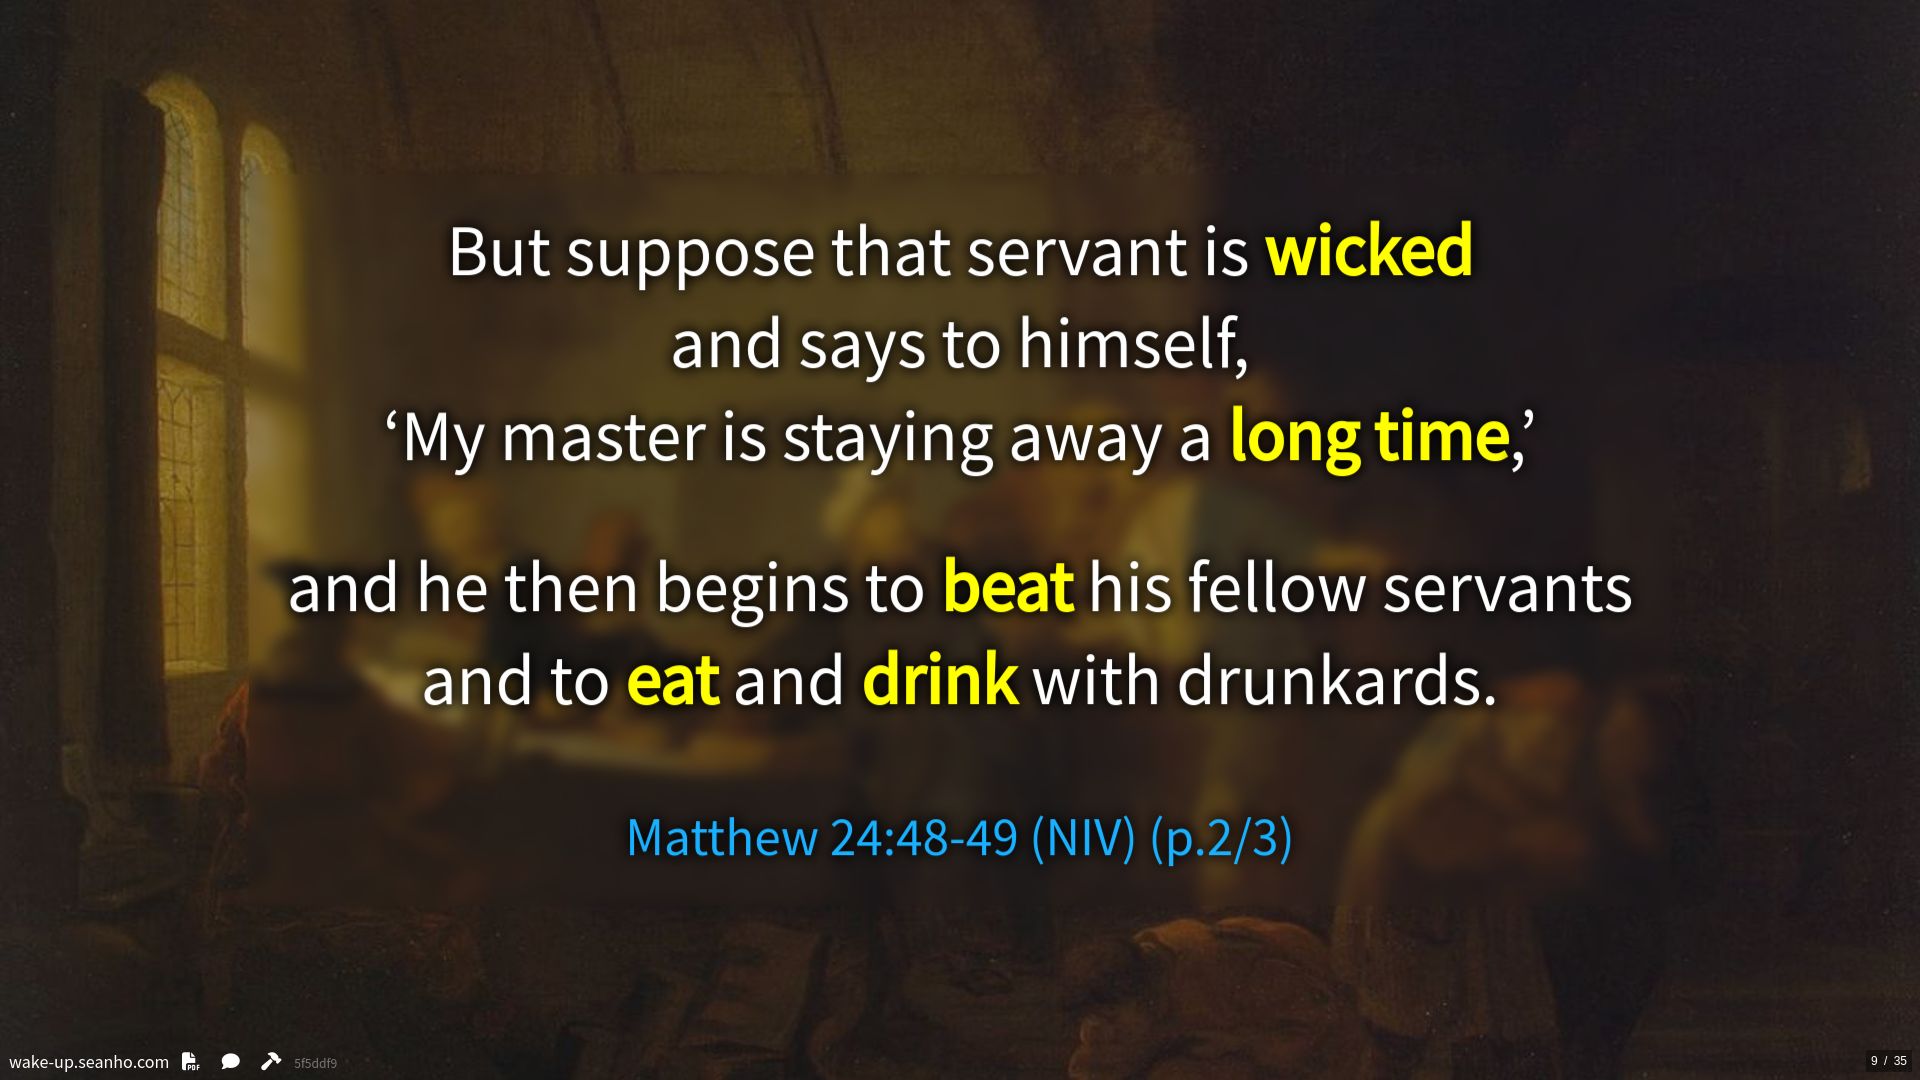 But suppose that servant is wicked
and says to himself,
‘My master is staying away a long time,’
and he then begins to beat his fellow servants
and to eat and drink with drunkards.
Matthew 24:48-49 (NIV) (p.2/3)
wake-up.seanho.com PDF 5f5ddf9
9 / 35